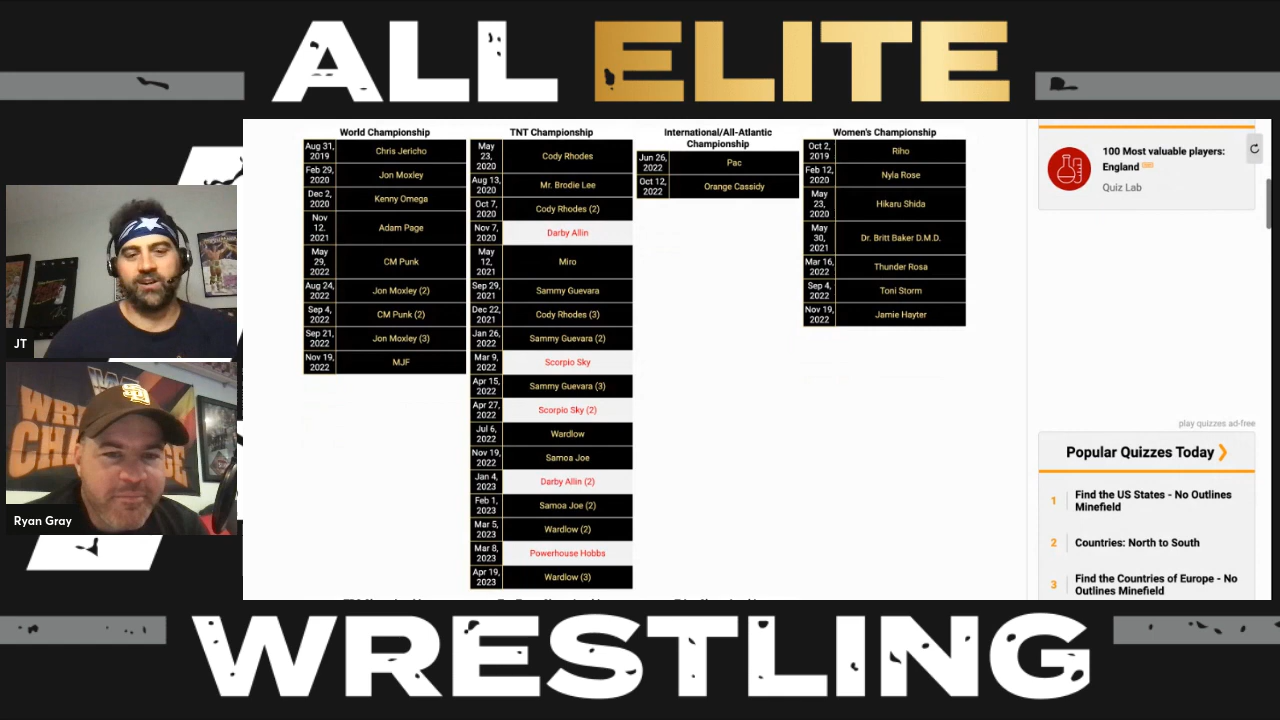 ALL ELITE
World Championship
Aug 31, 2019 Chris Jericho
Feb 29, 2020 Jon Moxley
Dec 2, 2020 Kenny Omega
Nov 12, 2021 Adam Page
May 29, 2022 CM Punk
Aug 24, 2022 Jon Moxley (2)
Sep 4, 2022 CM Punk (2)
Sep 21, 2022 Jon Moxley (3)
Nov 19, 2022 MJF
TNT Championship
May 23, 2020 Cody Rhodes
Aug 13, 2020 Mr. Brodie Lee
Oct 7, 2020 Cody Rhodes (2)
Nov 7, 2020 Darby Allin
May 12, 2021 Miro
Sep 29, 2021 Sammy Guevara
Dec 22, 2021 Cody Rhodes (3)
Jan 26, 2022 Sammy Guevara (2)
Mar 9, 2022 Scorpio Sky
Apr 15, 2022 Sammy Guevara (3)
Apr 27, 2022 Scorpio Sky (2)
Jul 6, 2022 Wardlow
Nov 19, 2022 Samoa Joe
Jan 4, 2023 Darby Allin (2)
Feb 1, 2023 Samoa Joe (2)
Mar 5, 2023 Wardlow (2)
Mar 8, 2023 Powerhouse Hobbs
Apr 19, 2023 Wardlow (3)
International/All-Atlantic
Championship
Jun 26, 2022 Pac
Oct 12, 2022 Orange Cassidy
Women's Championship
Oct 2, 2019 Riho
Feb 12, 2020 Nyla Rose
May 23, 2020 Hikaru Shida
May 30, 2021 Dr. Britt Baker D.M.D.
Mar 16, 2022 Thunder Rosa
Sep 4, 2022 Toni Storm
Nov 19, 2022 Jamie Hayter
100 Most valuable players:
England
Quiz Lab
play quizzes ad-free
Popular Quizzes Today
1 Find the US States - No Outlines
Minefield
2 Countries: North to South
3 Find the Countries of Europe - No
Outlines Minefield
JT
Ryan Gray
WRESTLING